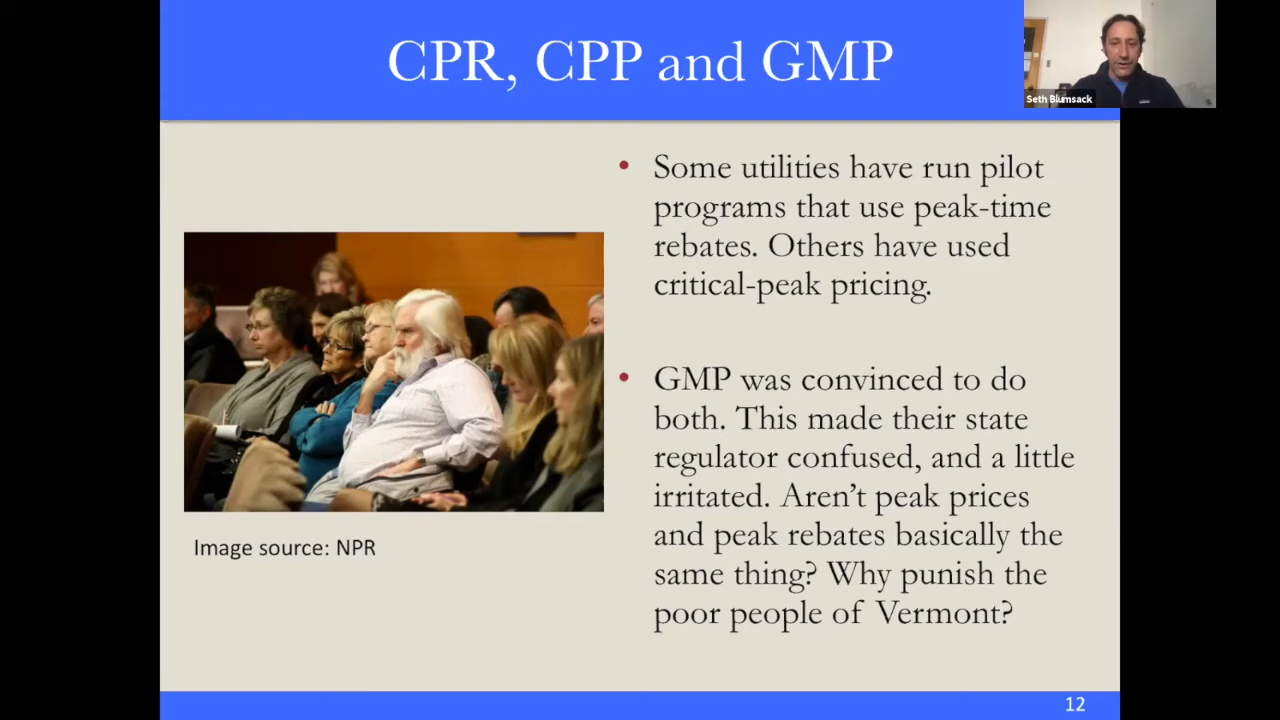 CPR, CPP and GMP
Seth Blumsack
• Some utilities have run pilot
programs that use peak-time
rebates. Others have used
critical-peak pricing.
• GMP was convinced to do
both. This made their state
regulator confused, and a little
irritated. Aren’t peak prices
and peak rebates basically the
same thing? Why punish the
poor people of Vermont?
Image source: NPR
12